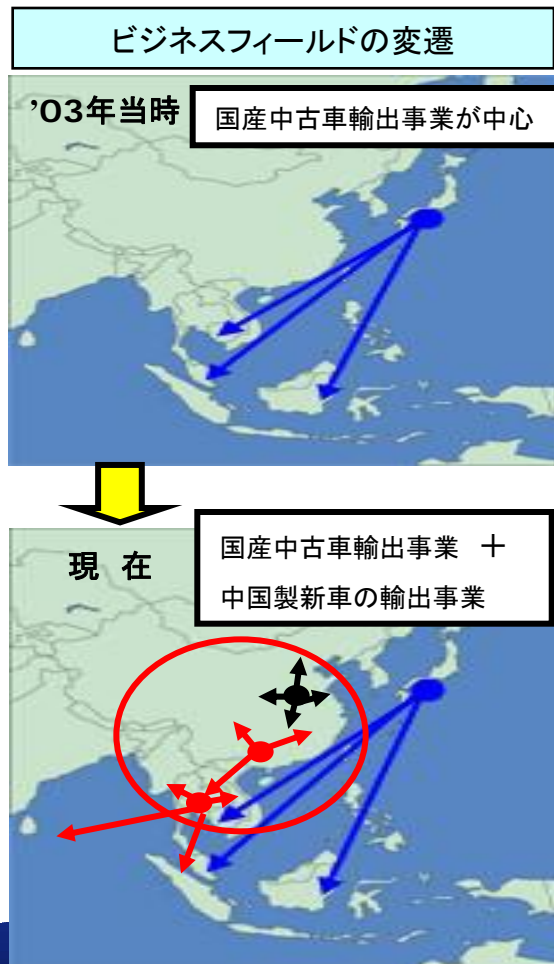 ビジネスフィールドの変遷
’03年当時
国産中古車輸出事業が中心
現 在
国産中古車輸出事業 ＋
中国製新車の輸出事業